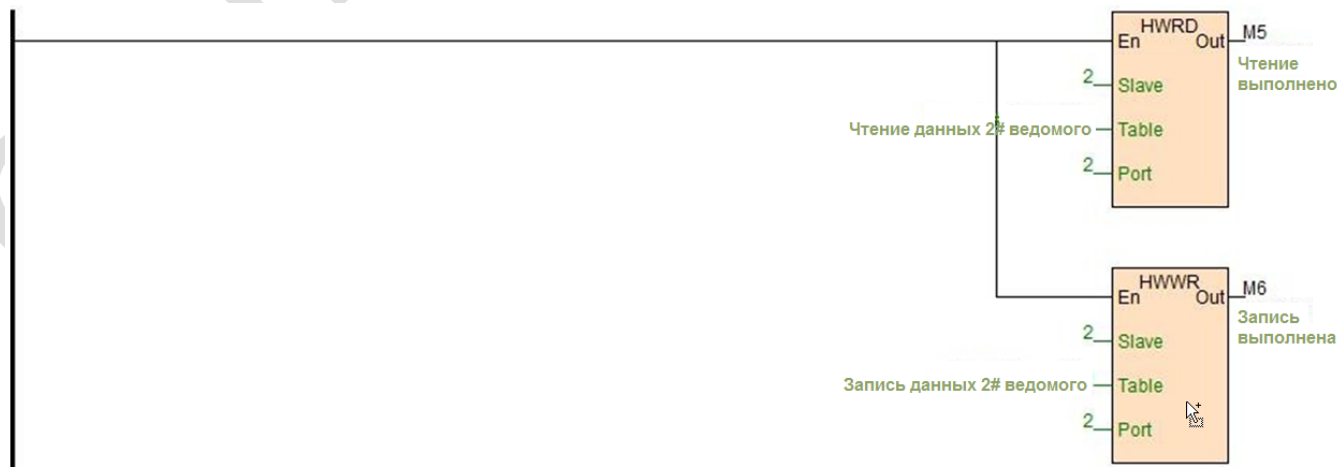 HWRD
En Out M5
Чтение
выполнено
2 Slave
Чтение данных 2# ведомого Table
2 Port
HWWR
En Out M6
Запись
выполнена
2 Slave
Запись данных 2# ведомого Table
2 Port